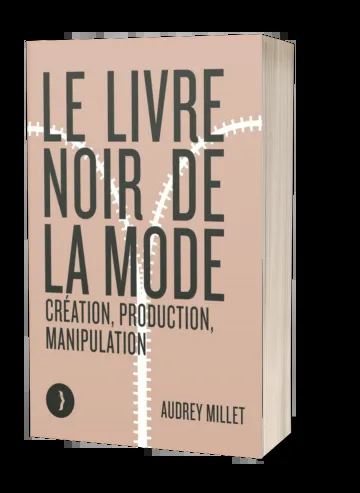 LE LIVRE
NOIR DE
LA MODE
CRÉATION, PRODUCTION,
MANIPULATION
AUDREY MILLET